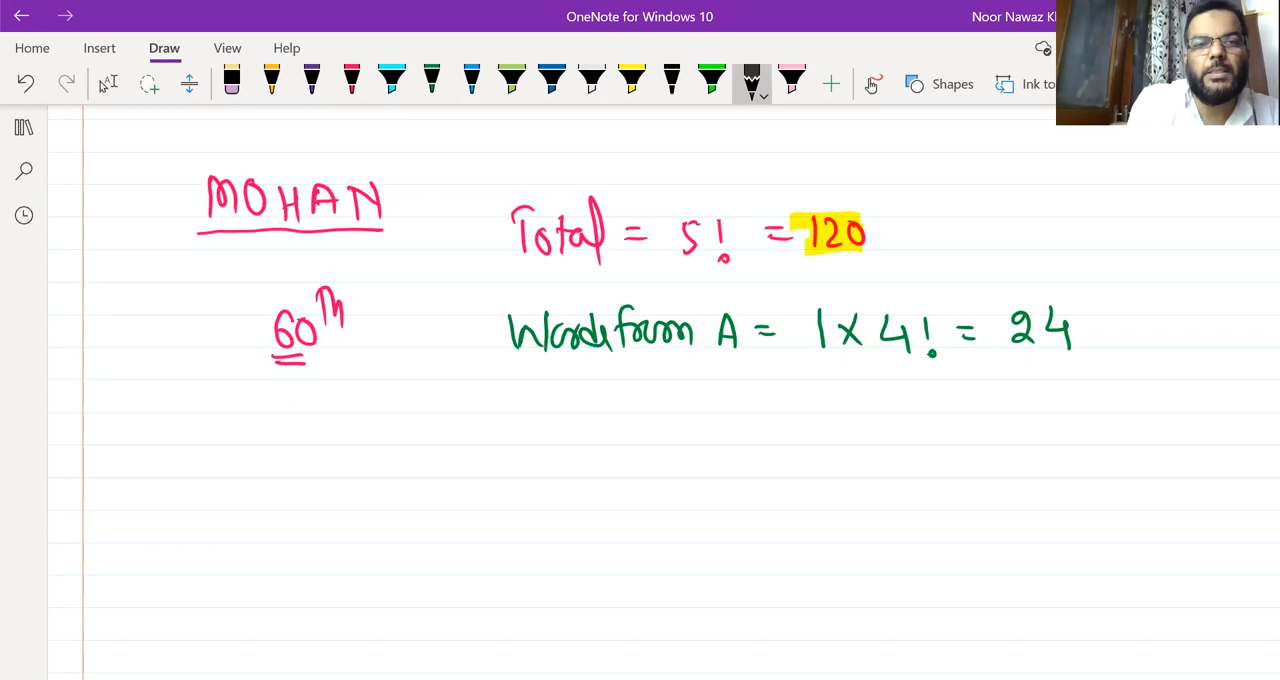 OneNote for Windows 10
Noor Nawaz Kh
Home Insert Draw View Help
Shapes Ink to
MOHAN
Total = 5! = 120
60th
Words from A = 1 × 4! = 24